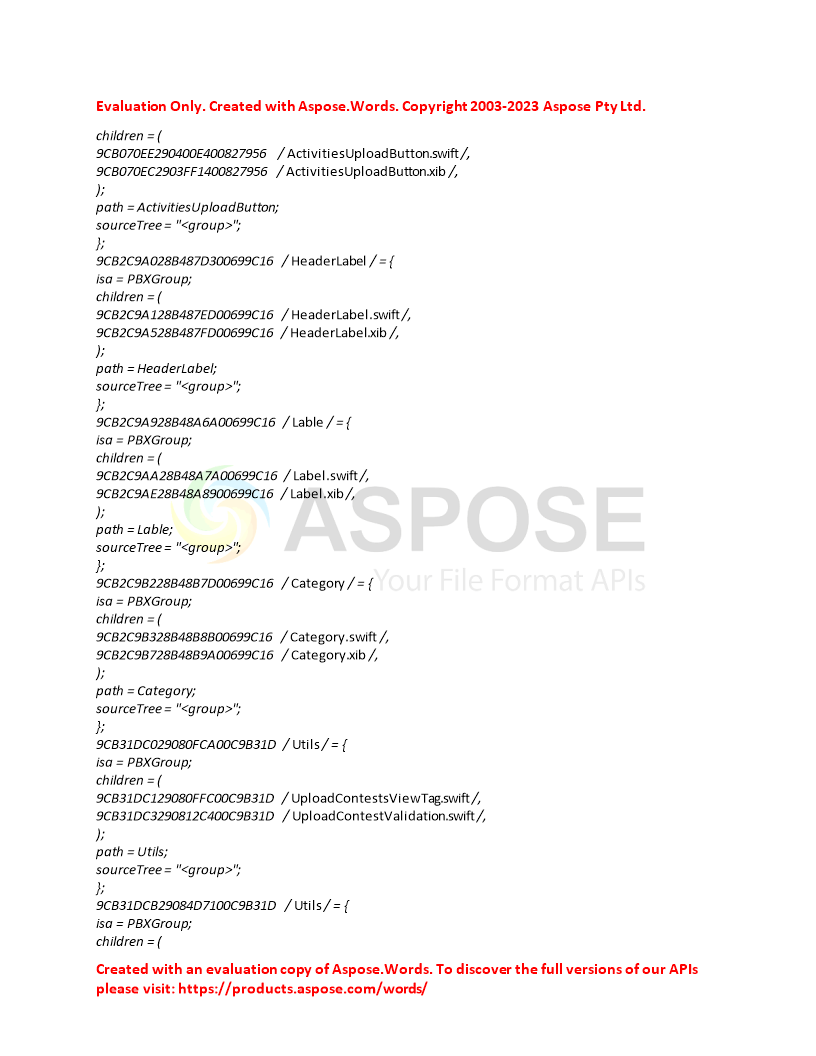 Evaluation Only. Created with Aspose.Words. Copyright 2003-2023 Aspose Pty Ltd.
children = (
9CB070EE290400E400827956 / ActivitiesUploadButton.swift /,
9CB070EC2903FF1400827956 / ActivitiesUploadButton.xib /,
);
path = ActivitiesUploadButton;
sourceTree = "<group>";
};
9CB2C9A028B487D300699C16 / HeaderLabel / = {
isa = PBXGroup;
children = (
9CB2C9A128B487ED00699C16 / HeaderLabel.swift /,
9CB2C9A528B487FD00699C16 / HeaderLabel.xib /,
);
path = HeaderLabel;
sourceTree = "<group>";
};
9CB2C9A928B48A6A00699C16 / Lable / = {
isa = PBXGroup;
children = (
9CB2C9AA28B48A7A00699C16 / Label.swift /,
9CB2C9AE28B48A8900699C16 / Label.xib /,
);
path = Lable;
sourceTree = "<group>";
};
9CB2C9B228B48B7D00699C16 / Category / = {
isa = PBXGroup;
children = (
9CB2C9B328B48B8B00699C16 / Category.swift /,
9CB2C9B728B48B9A00699C16 / Category.xib /,
);
path = Category;
sourceTree = "<group>";
};
9CB31DC029080FCA00C9B31D / Utils / = {
isa = PBXGroup;
children = (
9CB31DC129080FFC00C9B31D / UploadContestsViewTag.swift /,
9CB31DC3290812C400C9B31D / UploadContestValidation.swift /,
);
path = Utils;
sourceTree = "<group>";
};
9CB31DCB29084D7100C9B31D / Utils / = {
isa = PBXGroup;
children = (
ASPOSE
Your File Format APIs
Created with an evaluation copy of Aspose.Words. To discover the full versions of our APIs
please visit: https://products.aspose.com/words/